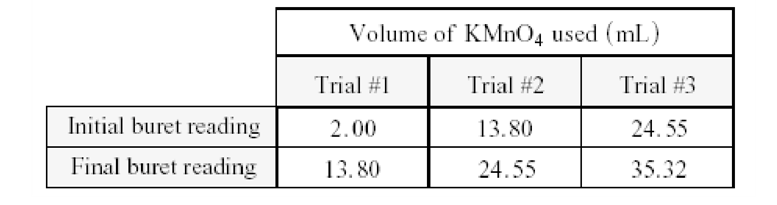 Volume of KMnO₄ used (mL)
Trial #1 Trial #2 Trial #3
Initial buret reading 2.00 13.80 24.55
Final buret reading 13.80 24.55 35.32